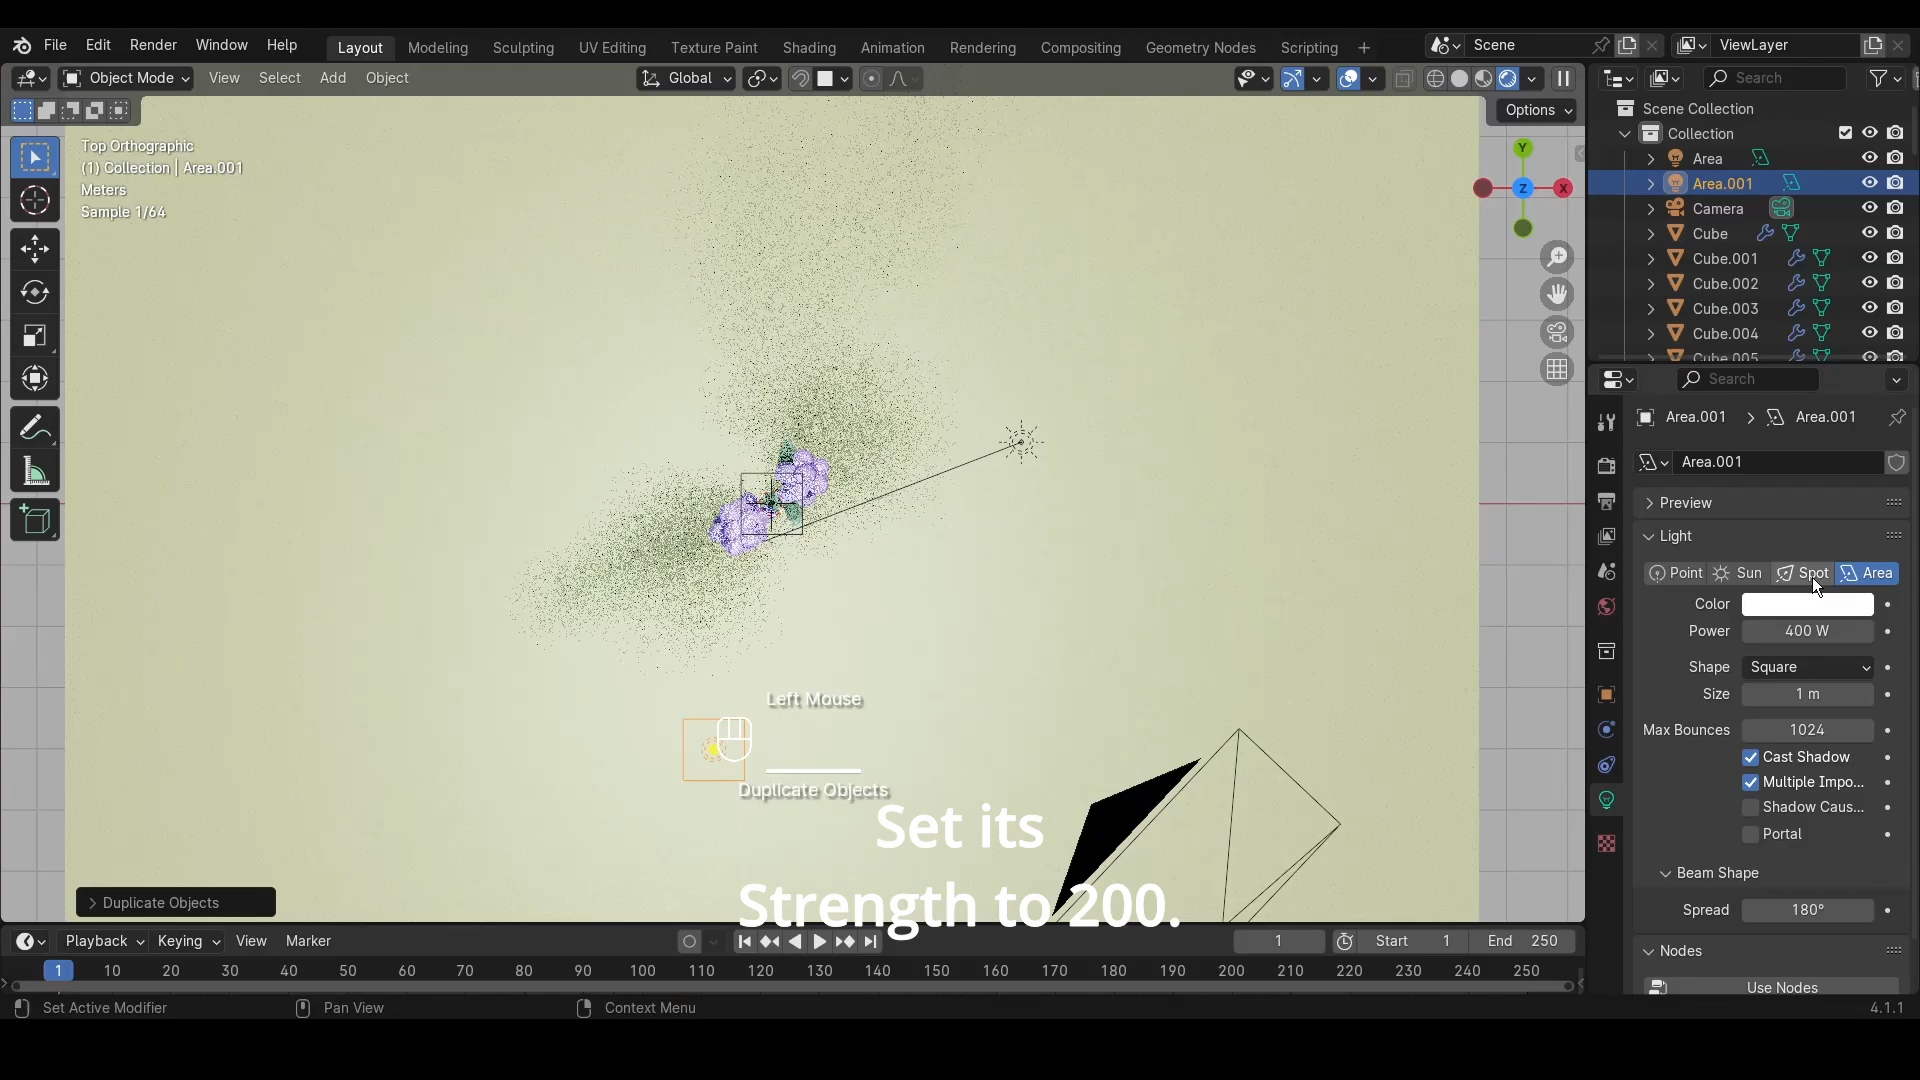 File Edit Render Window Help Layout Modeling Sculpting UV Editing Texture Paint Shading Animation Rendering Compositing Geometry Nodes Scripting + Scene ViewLayer
Object Mode View Select Add Object Global Search
Options
Top Orthographic
(1) Collection | Area.001
Meters
Sample 1/64
Y
Z
X
Scene Collection
Collection
Area
Area.001
Camera
Cube
Cube.001
Cube.002
Cube.003
Cube.004
Cube.005
Search
Area.001 > Area.001
Area.001
Preview
Light
Point Sun Spot Area
Color
Power 400 W
Shape Square
Size 1 m
Max Bounces 1024
Cast Shadow
Multiple Impo...
Shadow Caus...
Portal
Beam Shape
Spread 180°
Nodes
Use Nodes
Left Mouse
Duplicate Objects
Set its
Strength to 200.
Duplicate Objects
Playback Keying View Marker 1 Start 1 End 250
1 10 20 30 40 50 60 70 80 90 100 110 120 130 140 150 160 170 180 190 200 210 220 230 240 250
Set Active Modifier Pan View Context Menu 4.1.1